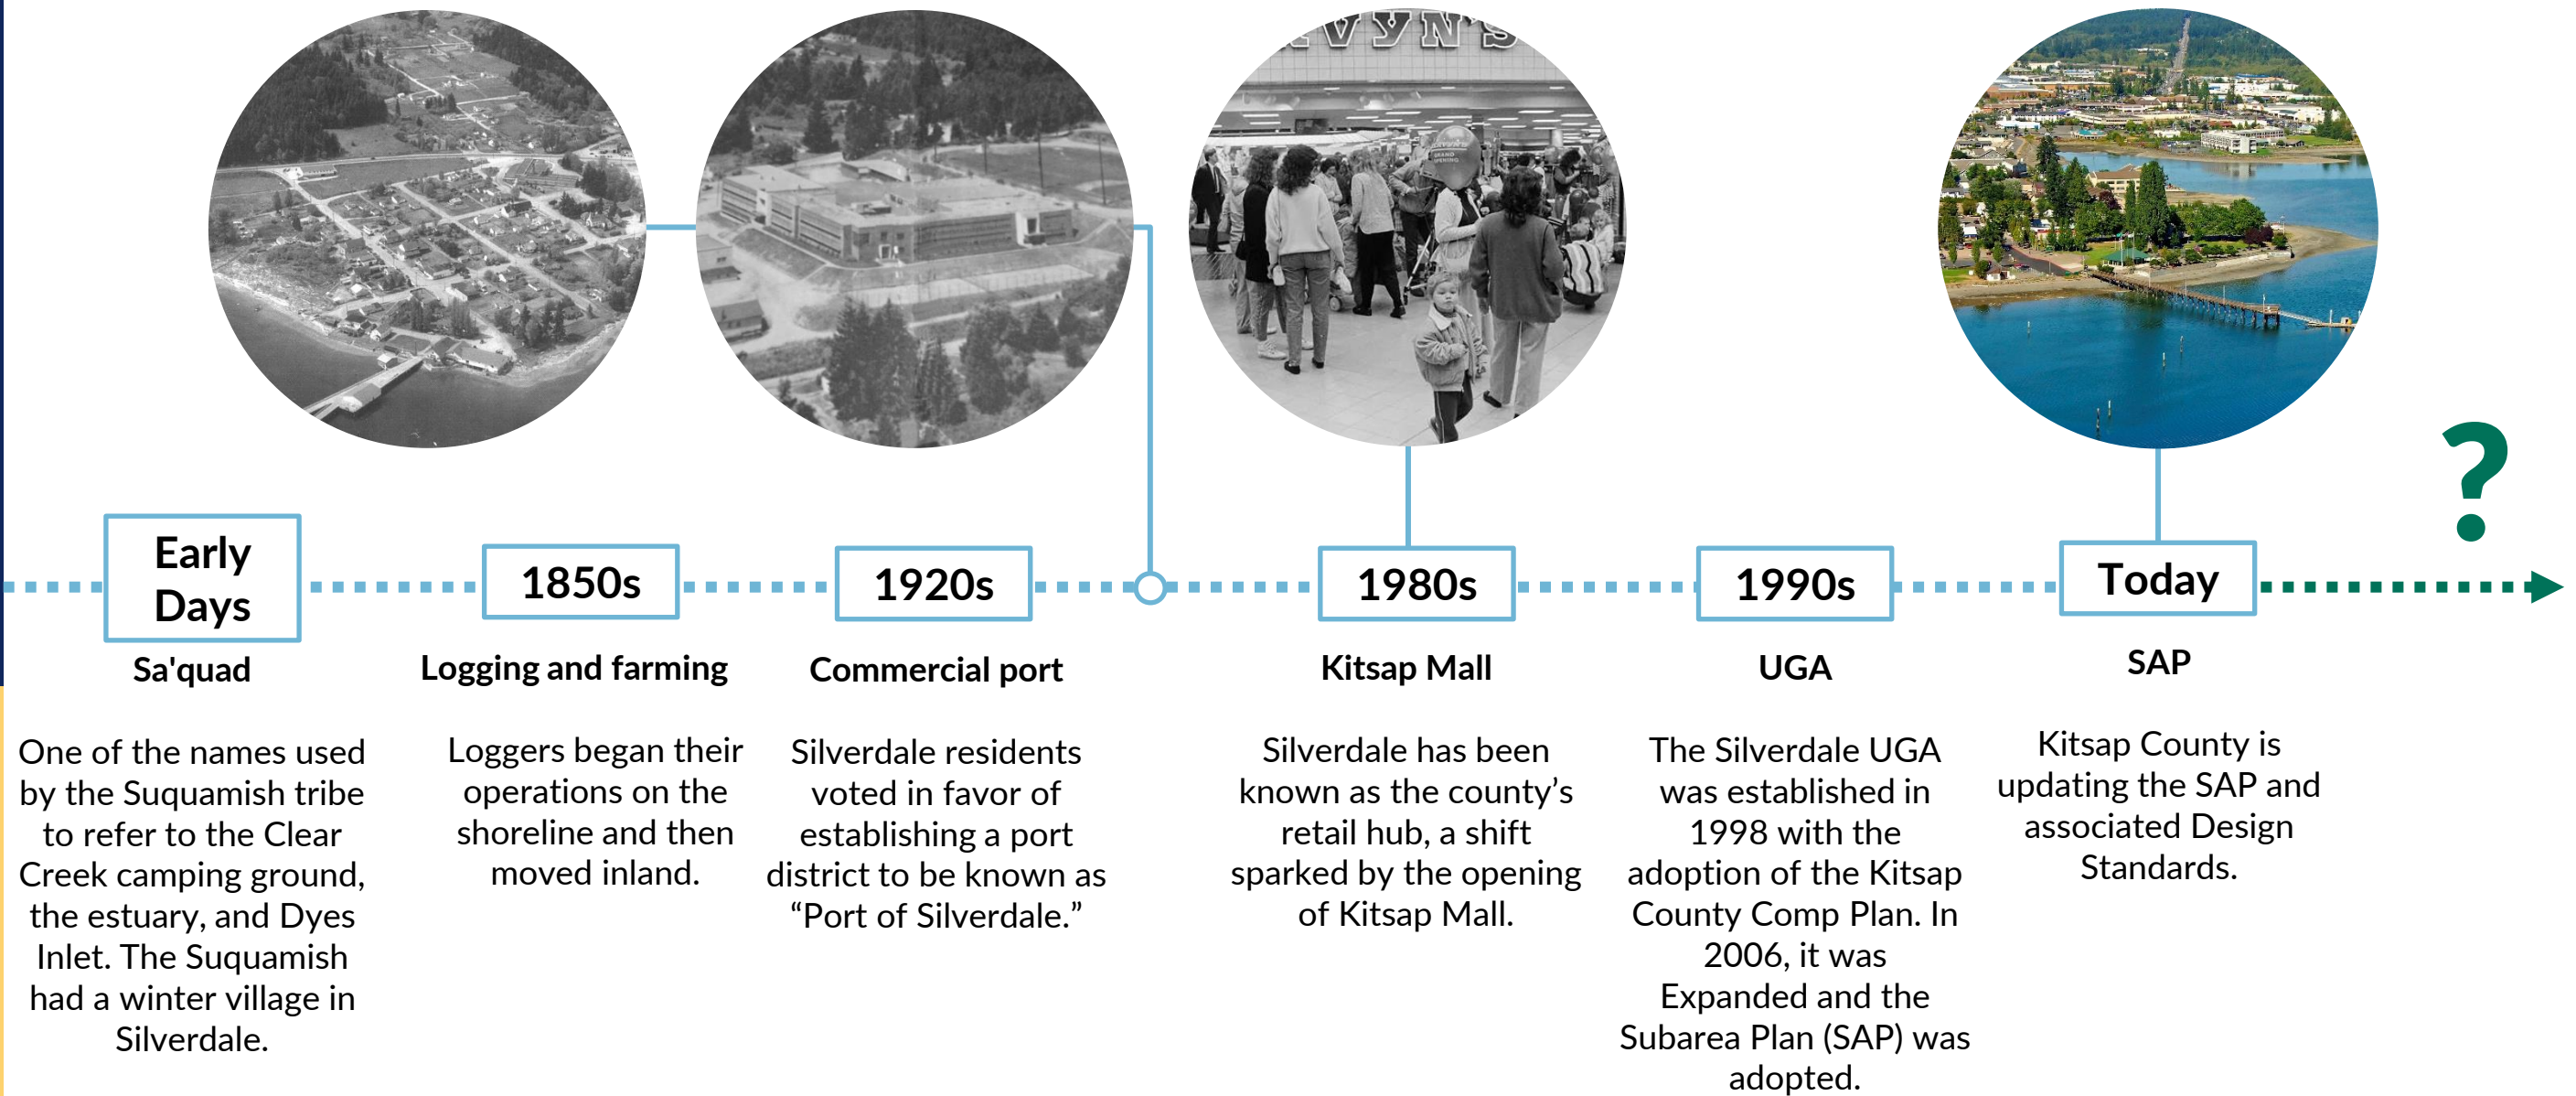 VYN'S
GRAND
OPENING
?
Early
Days
Sa'quad
One of the names used
by the Suquamish tribe
to refer to the Clear
Creek camping ground,
the estuary, and Dyes
Inlet. The Suquamish
had a winter village in
Silverdale.
1850s
Logging and farming
Loggers began their
operations on the
shoreline and then
moved inland.
1920s
Commercial port
Silverdale residents
voted in favor of
establishing a port
district to be known as
“Port of Silverdale.”
1980s
Kitsap Mall
Silverdale has been
known as the county’s
retail hub, a shift
sparked by the opening
of Kitsap Mall.
1990s
UGA
The Silverdale UGA
was established in
1998 with the
adoption of the Kitsap
County Comp Plan. In
2006, it was
Expanded and the
Subarea Plan (SAP) was
adopted.
Today
SAP
Kitsap County is
updating the SAP and
associated Design
Standards.